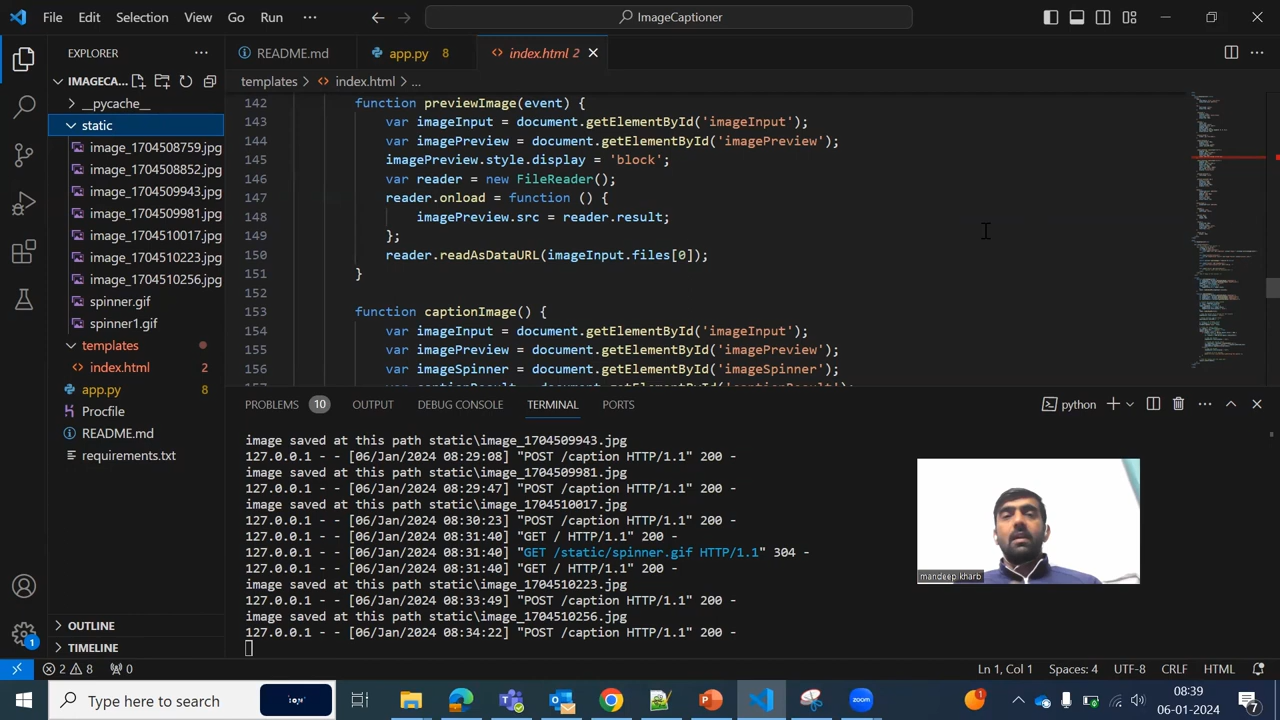 File Edit Selection View Go Run ··· ImageCaptioner
EXPLORER ··· README.md app.py 8 index.html 2
IMAGECA... templates > index.html > ...
__pycache__
static
image_1704508759.jpg
image_1704508852.jpg
image_1704509943.jpg
image_1704509981.jpg
image_1704510017.jpg
image_1704510223.jpg
image_1704510256.jpg
spinner.gif
spinner1.gif
templates
index.html 2
app.py 8
Procfile
README.md
requirements.txt
OUTLINE
TIMELINE
142 function previewImage(event) {
143 var imageInput = document.getElementById('imageInput');
144 var imagePreview = document.getElementById('imagePreview');
145 imagePreview.style.display = 'block';
146 var reader = new FileReader();
147 reader.onload = function () {
148 imagePreview.src = reader.result;
149 };
150 reader.readAsDataURL(imageInput.files[0]);
151 }
152
153 function captionImage() {
154 var imageInput = document.getElementById('imageInput');
155 var imagePreview = document.getElementById('imagePreview');
156 var imageSpinner = document.getElementById('imageSpinner');
157 var captionResult = document.getElementById('captionResult');
PROBLEMS 10 OUTPUT DEBUG CONSOLE TERMINAL PORTS python
image saved at this path static\image_1704509943.jpg
127.0.0.1 - - [06/Jan/2024 08:29:08] "POST /caption HTTP/1.1" 200 -
image saved at this path static\image_1704509981.jpg
127.0.0.1 - - [06/Jan/2024 08:29:47] "POST /caption HTTP/1.1" 200 -
image saved at this path static\image_1704510017.jpg
127.0.0.1 - - [06/Jan/2024 08:30:23] "POST /caption HTTP/1.1" 200 -
127.0.0.1 - - [06/Jan/2024 08:31:40] "GET / HTTP/1.1" 200 -
127.0.0.1 - - [06/Jan/2024 08:31:40] "GET /static/spinner.gif HTTP/1.1" 304 -
127.0.0.1 - - [06/Jan/2024 08:31:40] "GET / HTTP/1.1" 200 -
image saved at this path static\image_1704510223.jpg
127.0.0.1 - - [06/Jan/2024 08:33:49] "POST /caption HTTP/1.1" 200 -
image saved at this path static\image_1704510256.jpg
127.0.0.1 - - [06/Jan/2024 08:34:22] "POST /caption HTTP/1.1" 200 -
mandeep kharb
1
2 8 0 Ln 1, Col 1 Spaces: 4 UTF-8 CRLF HTML
Type here to search
1
08:39
06-01-2024
7